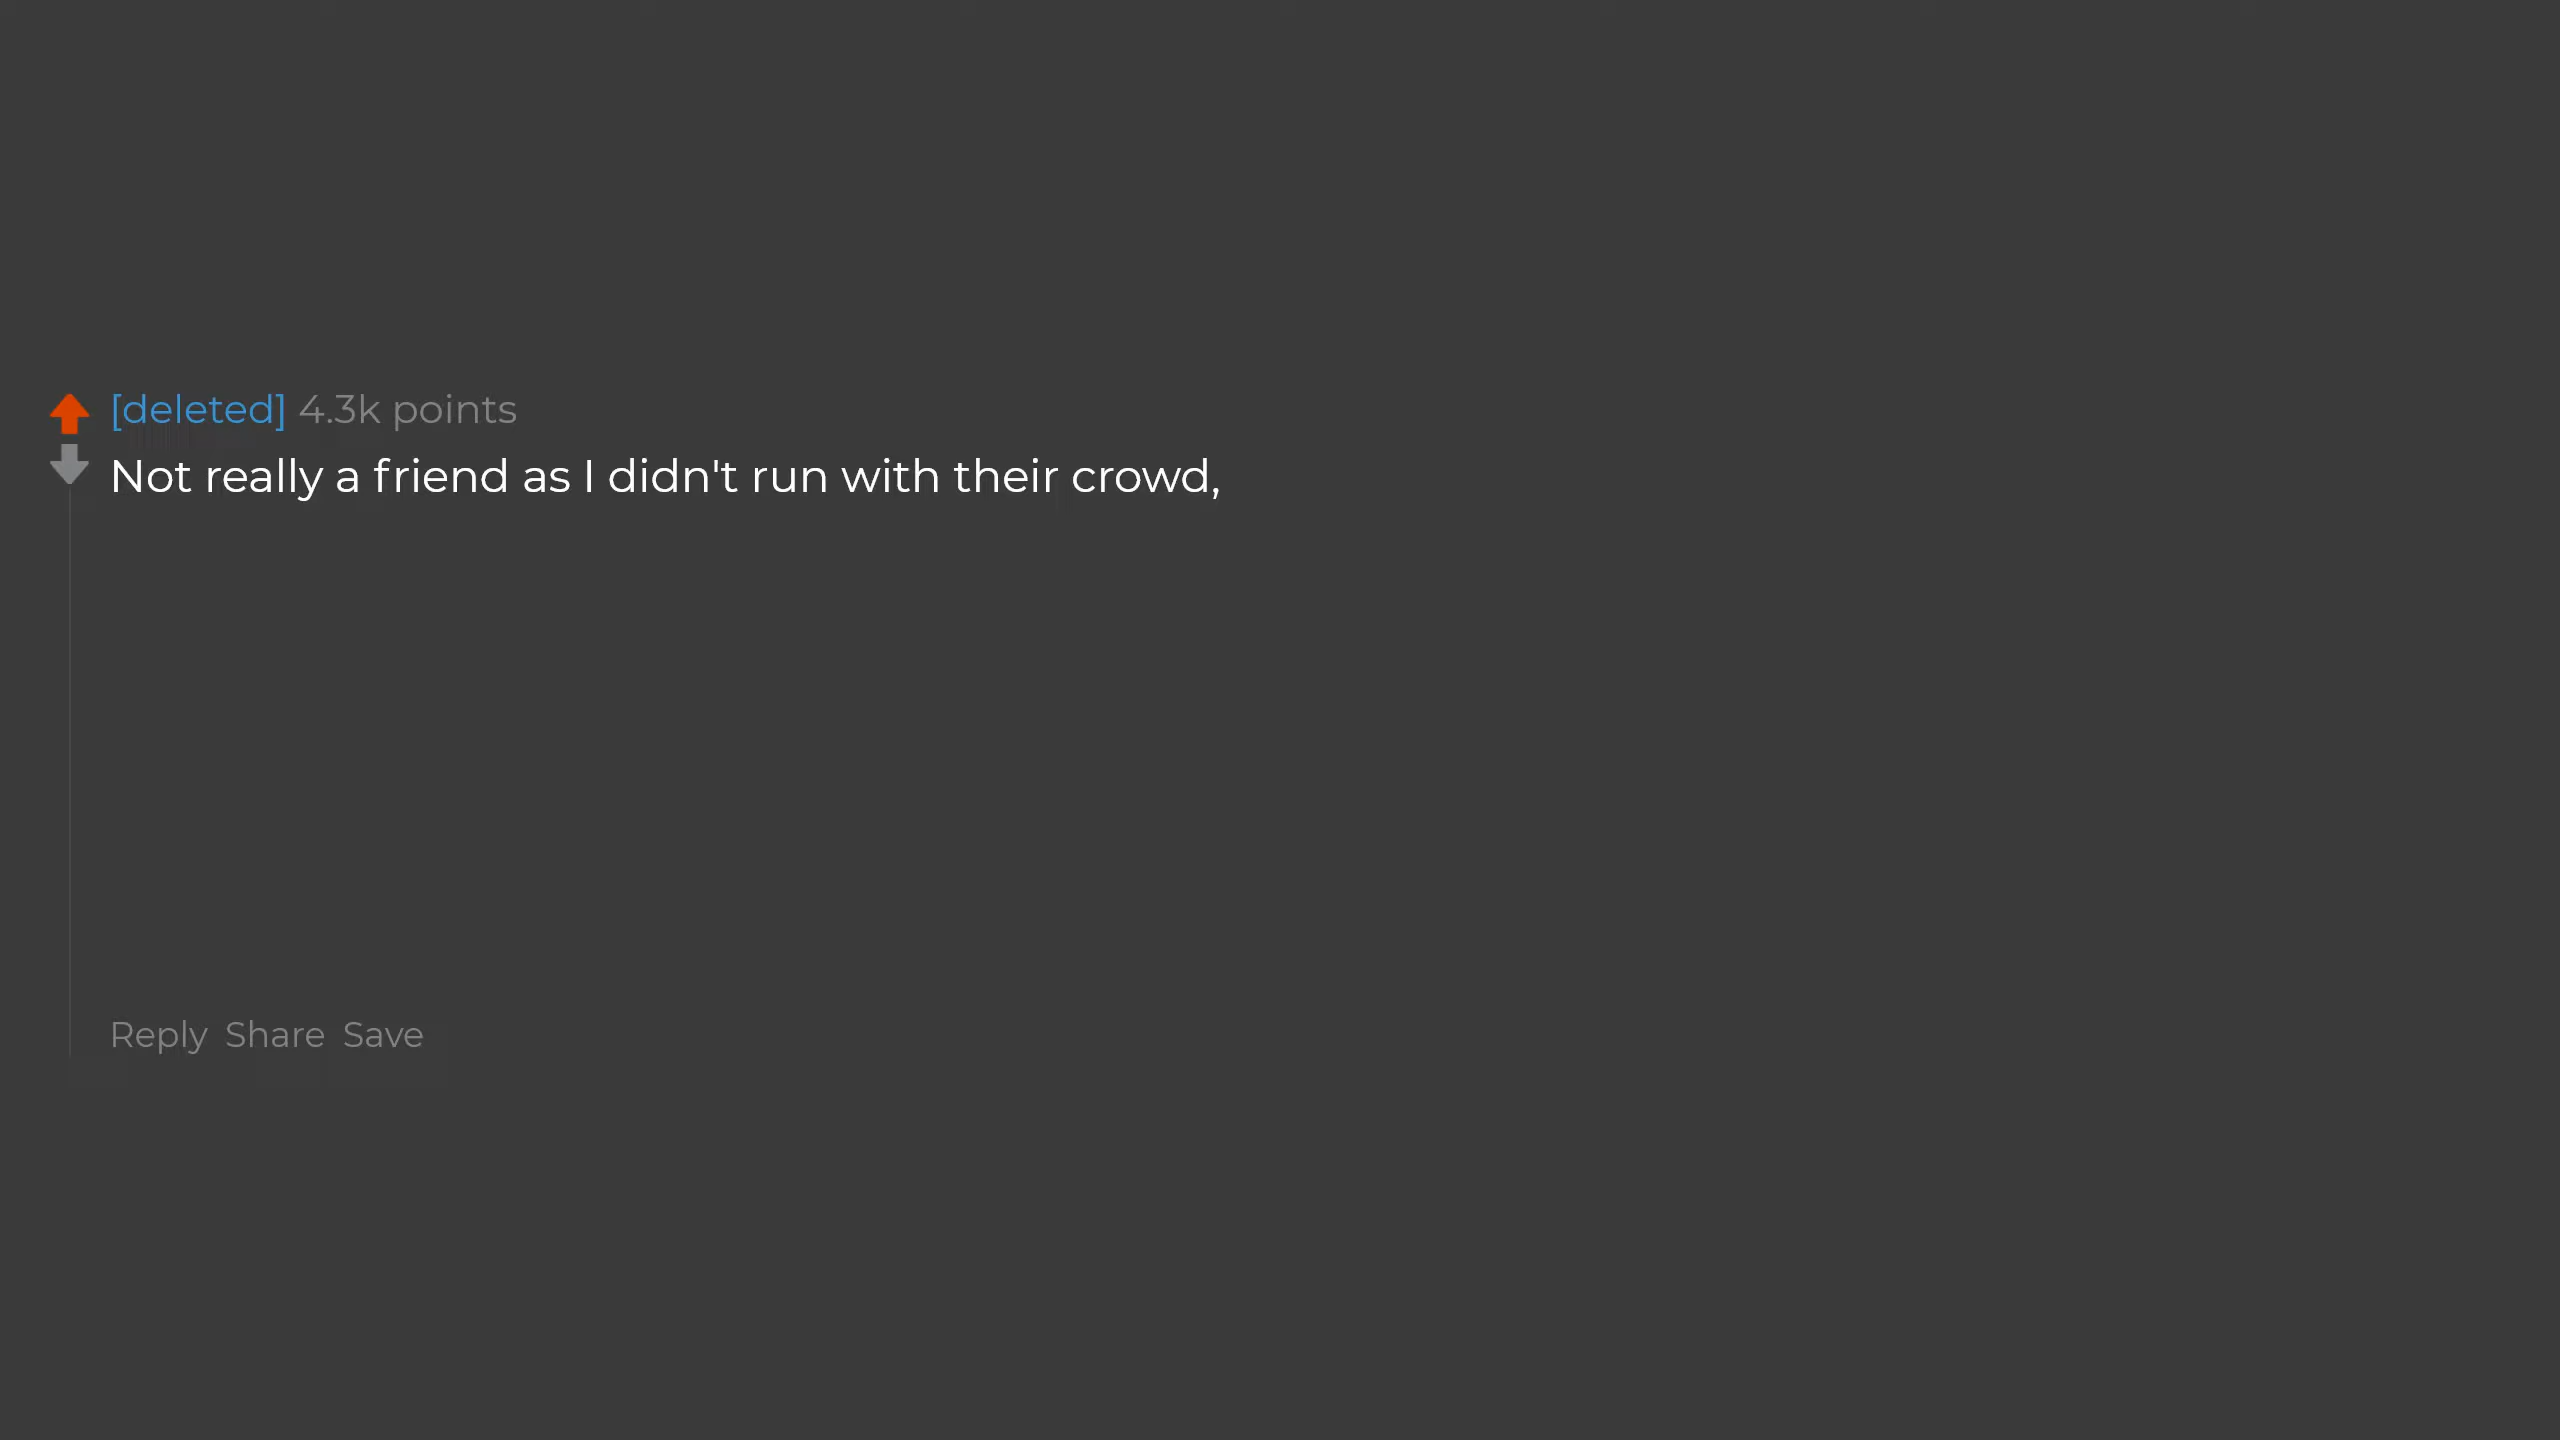 [deleted] 4.3k points
Not really a friend as I didn't run with their crowd,
Reply Share Save